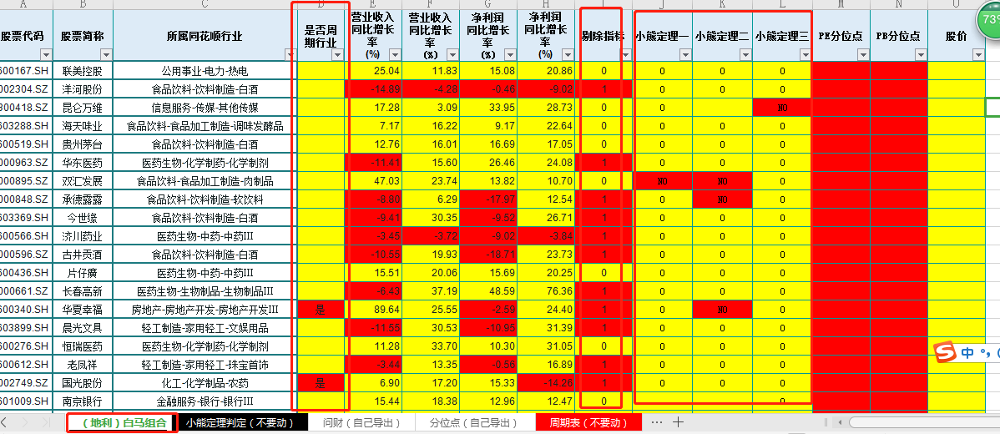 A B C D E F G H I J K L M N O
股票代码 股票简称 所属同花顺行业 是否周期行业 营业收入同比增长率(%) 营业收入同比增长率(%) 净利润同比增长率(%) 净利润同比增长率(%) 剔除指标 小熊定理一 小熊定理二 小熊定理三 PE分位点 PB分位点 股价
73%
600167.SH 联美控股 公用事业-电力-热电 25.04 11.83 15.08 20.86 0 0 0 0
002304.SZ 洋河股份 食品饮料-饮料制造-白酒 -14.89 -4.28 -0.46 -9.02 1 0 0 0
300418.SZ 昆仑万维 信息服务-传媒-其他传媒 17.28 3.09 33.95 28.73 0 0 NO
603288.SH 海天味业 食品饮料-食品加工制造-调味发酵品 7.17 16.22 9.17 22.64 0 0 0 0
600519.SH 贵州茅台 食品饮料-饮料制造-白酒 12.76 16.01 16.69 17.05 0 0 0 0
000963.SZ 华东医药 医药生物-化学制药-化学制剂 -11.41 15.60 26.46 24.08 1 0 0 0
000895.SZ 双汇发展 食品饮料-食品加工制造-肉制品 47.03 23.74 13.82 10.70 0 NO NO 0
000848.SZ 承德露露 食品饮料-饮料制造-软饮料 -8.80 6.29 -17.97 12.54 1 0 NO 0
603369.SH 今世缘 食品饮料-饮料制造-白酒 -9.41 30.35 -9.52 26.71 1 0 0 0
600566.SH 济川药业 医药生物-中药-中药III -3.45 -3.72 -9.02 -3.84 1 0 0 0
000596.SZ 古井贡酒 食品饮料-饮料制造-白酒 -10.55 19.93 -18.71 23.73 1 0 0 0
600436.SH 片仔癀 医药生物-中药-中药III 15.51 20.06 15.69 20.25 0 0 0 0
000661.SZ 长春高新 医药生物-生物制品-生物制品III -6.43 37.19 48.59 76.36 1 0 0 0
600340.SH 华夏幸福 房地产-房地产开发-房地产开发III 是 89.64 25.55 -2.59 24.40 1 0 NO 0
603899.SH 晨光文具 轻工制造-家用轻工-文娱用品 -11.55 30.53 -10.95 31.39 1 0 0 0
600276.SH 恒瑞医药 医药生物-化学制药-化学制剂 11.28 33.70 10.30 31.05 0 0 0 0
600612.SH 老凤祥 轻工制造-家用轻工-珠宝首饰 -3.44 13.35 -0.56 16.89 1 0 0 0
002749.SZ 国光股份 化工-化学制品-农药 是 6.90 17.20 15.33 -14.26 1 0 0 0
601009.SH 南京银行 金融服务-银行-银行III 15.44 18.38 12.96 12.47 0 0 0 0
S 中
（地利）白马组合 小能定理判定（不要动） 问财（自己导出） 分位点（自己导出） 周期表（不要动） ··· +